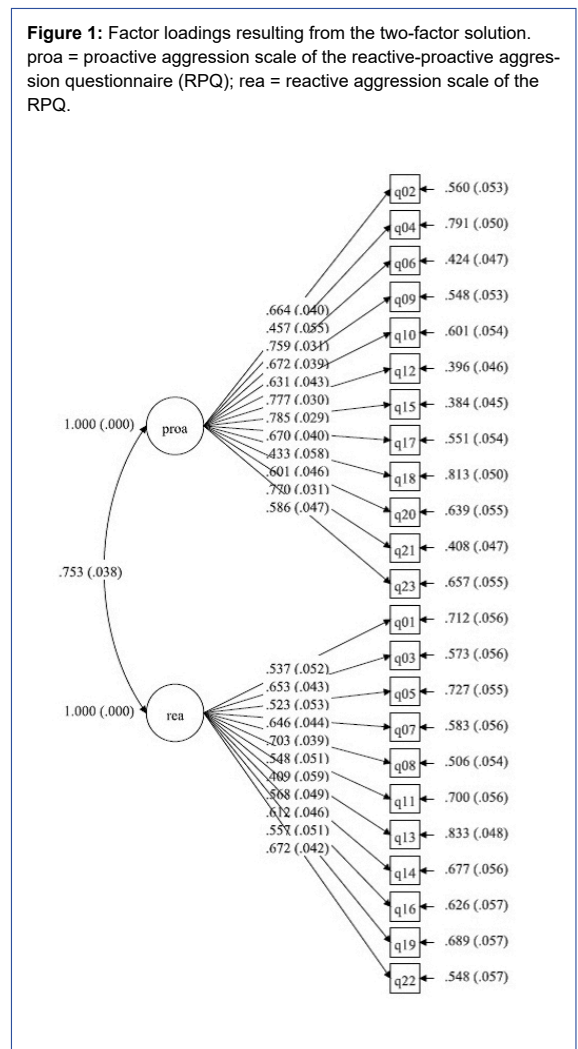 Figure 1: Factor loadings resulting from the two-factor solution.
proa = proactive aggression scale of the reactive-proactive aggres-
sion questionnaire (RPQ); rea = reactive aggression scale of the
RPQ.
q02 .560 (.053)
q04 .791 (.050)
q06 .424 (.047)
q09 .548 (.053)
.664 (.040)
.457 (.055)
q10 .601 (.054)
.759 (.031)
.672 (.039)
q12 .396 (.046)
.631 (.043)
.777 (.030)
q15 .384 (.045)
.785 (.029)
1.000 (.000) proa
.670 (.040)
q17 .551 (.054)
.433 (.058)
.601 (.046)
q18 .813 (.050)
.770 (.031)
.586 (.047)
q20 .639 (.055)
q21 .408 (.047)
.753 (.038)
q23 .657 (.055)
q01 .712 (.056)
q03 .573 (.056)
.537 (.052)
.653 (.043)
q05 .727 (.055)
.523 (.053)
1.000 (.000) rea
.646 (.044)
q07 .583 (.056)
.703 (.039)
.548 (.051)
q08 .506 (.054)
.409 (.059)
.568 (.049)
q11 .700 (.056)
.612 (.046)
.557 (.051)
q13 .833 (.048)
.672 (.042)
q14 .677 (.056)
q16 .626 (.057)
q19 .689 (.057)
q22 .548 (.057)